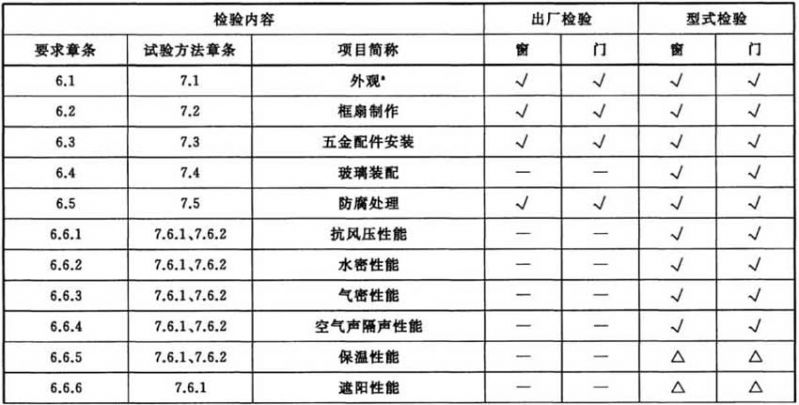 检验内容 出厂检验 型式检验
要求章条 试验方法章条 项目简称 窗 门 窗 门
6.1 7.1 外观ᵃ √ √ √ √
6.2 7.2 框扇制作 √ √ √ √
6.3 7.3 五金配件安装 √ √ √ √
6.4 7.4 玻璃装配 — — √ √
6.5 7.5 防腐处理 √ √ √ √
6.6.1 7.6.1、7.6.2 抗风压性能 — — √ √
6.6.2 7.6.1、7.6.2 水密性能 — — √ √
6.6.3 7.6.1、7.6.2 气密性能 — — √ √
6.6.4 7.6.1、7.6.2 空气声隔声性能 — — √ √
6.6.5 7.6.1、7.6.2 保温性能 — — △ △
6.6.6 7.6.1 遮阳性能 — — △ △